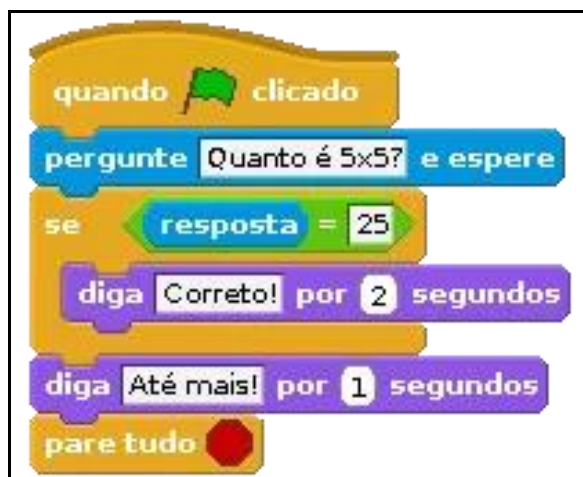 quando clicado
pergunte Quanto é 5x5? e espere
se resposta = 25
diga Correto! por 2 segundos
diga Até mais! por 1 segundos
pare tudo